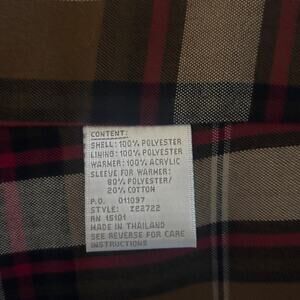 CONTENT:
SHELL: 100% POLYESTER
LINING: 100% POLYESTER
WARMER: 100% ACRYLIC
SLEEVE FOR WARMER:
80% POLYESTER/
20% COTTON
P.O. 011097
STYLE: ZE2722
RN 15101
MADE IN THAILAND
SEE REVERSE FOR CARE
INSTRUCTIONS